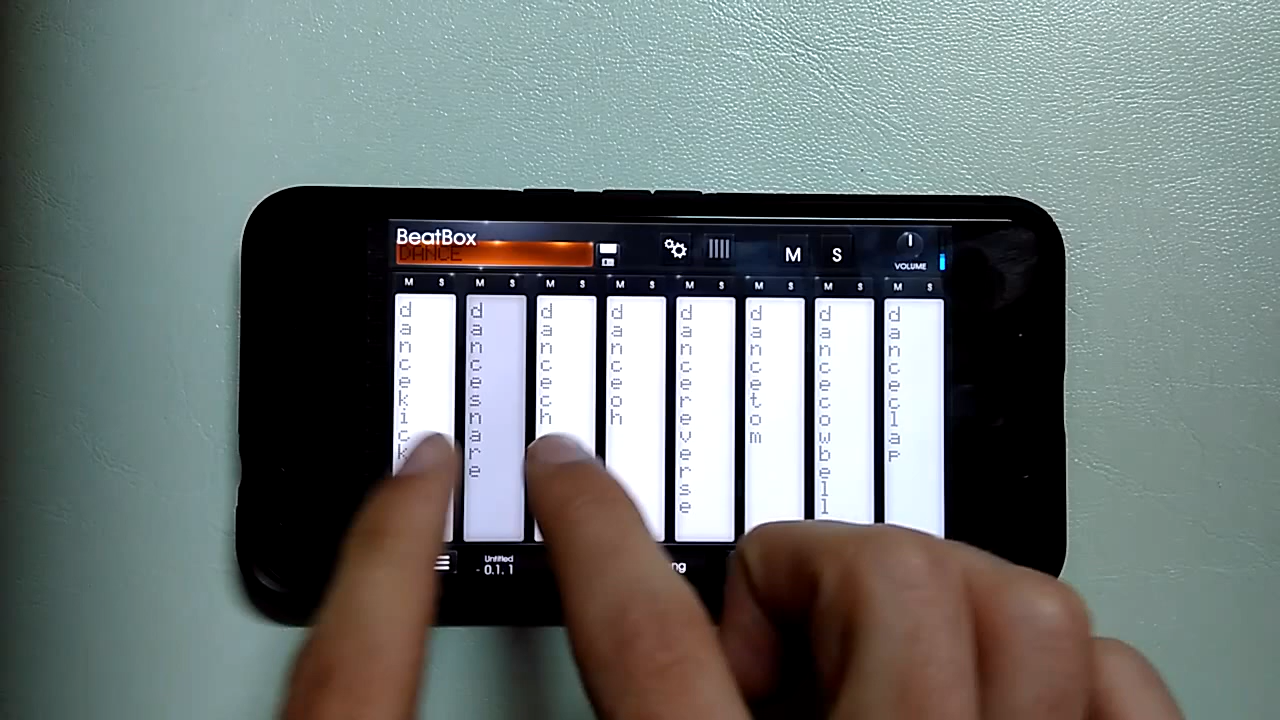 BeatBox
DANCE
M S
VOLUME
M S M S M S M S M S M S M S M S
dancekick
dancesnare
dancech
danceoh
dancereverse
dancetom
dancecowbell
danceclap
Untitled
- 0.1. 1